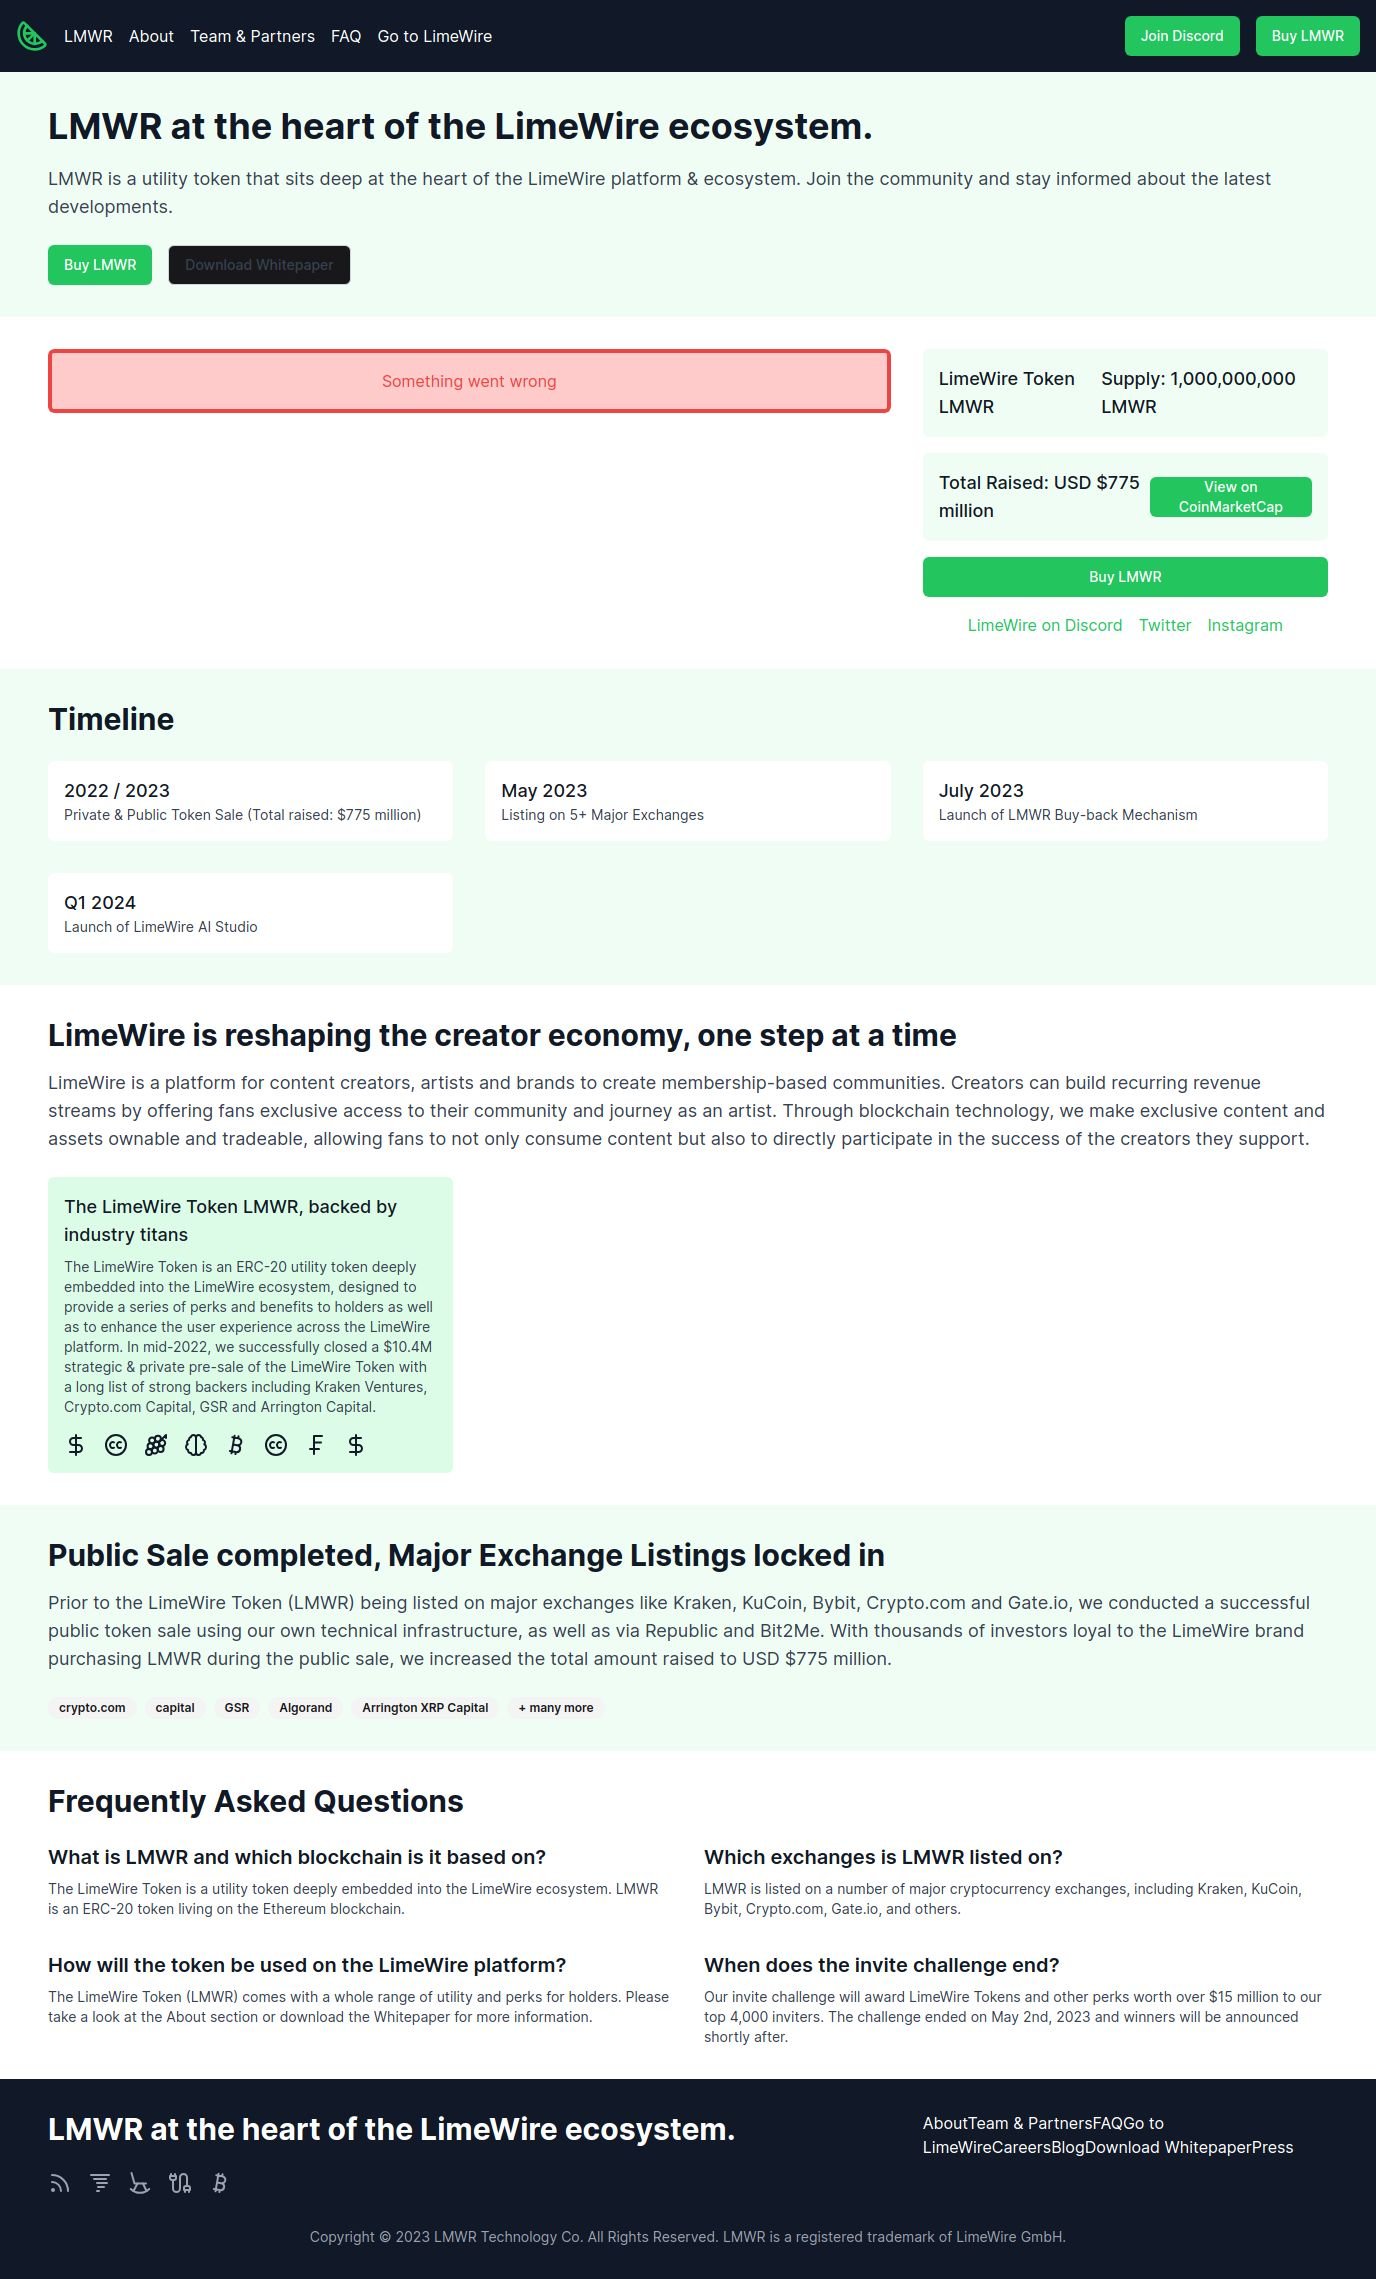 LMWR About Team & Partners FAQ Go to LimeWire Join Discord Buy LMWR
LMWR at the heart of the LimeWire ecosystem.
LMWR is a utility token that sits deep at the heart of the LimeWire platform & ecosystem. Join the community and stay informed about the latest
developments.
Buy LMWR Download Whitepaper
Something went wrong
LimeWire Token
LMWR
Supply: 1,000,000,000
LMWR
Total Raised: USD $775
million
View on
CoinMarketCap
Buy LMWR
LimeWire on Discord Twitter Instagram
Timeline
2022 / 2023
Private & Public Token Sale (Total raised: $775 million)
May 2023
Listing on 5+ Major Exchanges
July 2023
Launch of LMWR Buy-back Mechanism
Q1 2024
Launch of LimeWire AI Studio
LimeWire is reshaping the creator economy, one step at a time
LimeWire is a platform for content creators, artists and brands to create membership-based communities. Creators can build recurring revenue
streams by offering fans exclusive access to their community and journey as an artist. Through blockchain technology, we make exclusive content and
assets ownable and tradeable, allowing fans to not only consume content but also to directly participate in the success of the creators they support.
The LimeWire Token LMWR, backed by
industry titans
The LimeWire Token is an ERC-20 utility token deeply
embedded into the LimeWire ecosystem, designed to
provide a series of perks and benefits to holders as well
as to enhance the user experience across the LimeWire
platform. In mid-2022, we successfully closed a $10.4M
strategic & private pre-sale of the LimeWire Token with
a long list of strong backers including Kraken Ventures,
Crypto.com Capital, GSR and Arrington Capital.
Public Sale completed, Major Exchange Listings locked in
Prior to the LimeWire Token (LMWR) being listed on major exchanges like Kraken, KuCoin, Bybit, Crypto.com and Gate.io, we conducted a successful
public token sale using our own technical infrastructure, as well as via Republic and Bit2Me. With thousands of investors loyal to the LimeWire brand
purchasing LMWR during the public sale, we increased the total amount raised to USD $775 million.
crypto.com capital GSR Algorand Arrington XRP Capital + many more
Frequently Asked Questions
What is LMWR and which blockchain is it based on?
The LimeWire Token is a utility token deeply embedded into the LimeWire ecosystem. LMWR
is an ERC-20 token living on the Ethereum blockchain.
Which exchanges is LMWR listed on?
LMWR is listed on a number of major cryptocurrency exchanges, including Kraken, KuCoin,
Bybit, Crypto.com, Gate.io, and others.
How will the token be used on the LimeWire platform?
The LimeWire Token (LMWR) comes with a whole range of utility and perks for holders. Please
take a look at the About section or download the Whitepaper for more information.
When does the invite challenge end?
Our invite challenge will award LimeWire Tokens and other perks worth over $15 million to our
top 4,000 inviters. The challenge ended on May 2nd, 2023 and winners will be announced
shortly after.
LMWR at the heart of the LimeWire ecosystem.
AboutTeam & PartnersFAQGo to
LimeWireCareersBlogDownload WhitepaperPress
Copyright © 2023 LMWR Technology Co. All Rights Reserved. LMWR is a registered trademark of LimeWire GmbH.